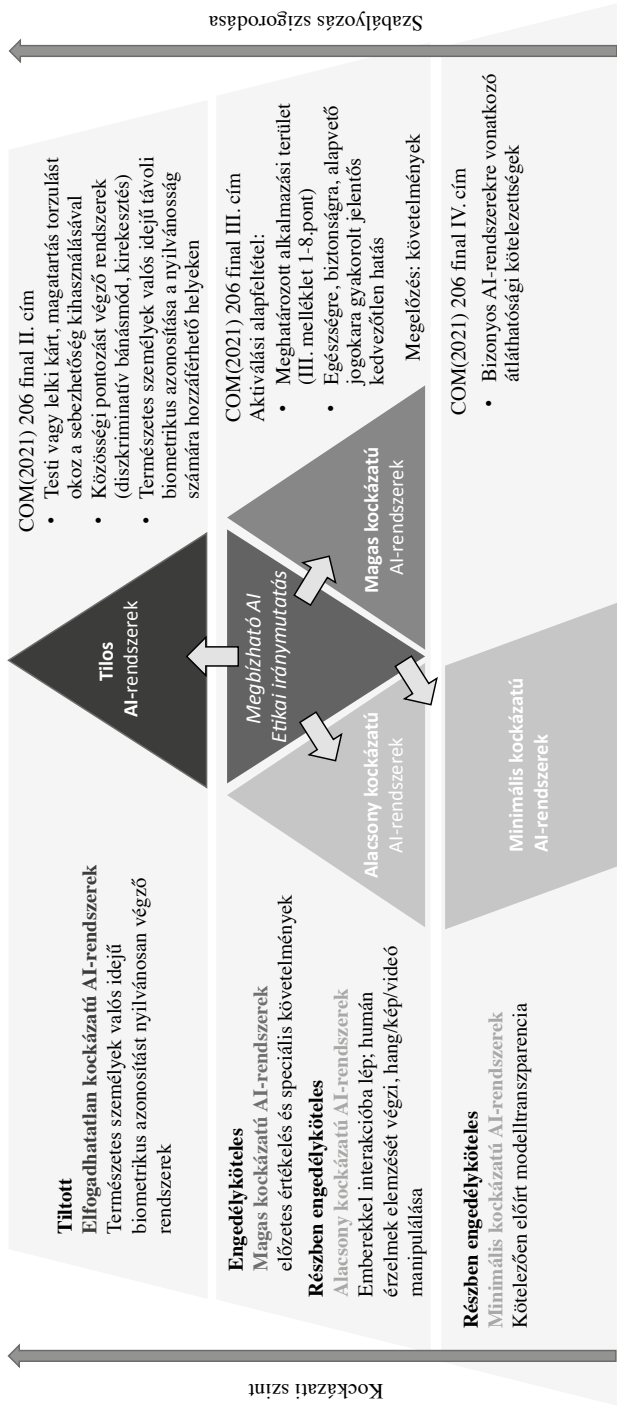 Kockázati szint
Tiltott
Elfogadhatatlan kockázatú AI-rendszerek
Természetes személyek valós idejű
biometrikus azonosítást nyilvánosan végző
rendszerek
Engedélyköteles
Magas kockázatú AI-rendszerek
előzetes értékelés és speciális követelmények
Részben engedélyköteles
Alacsony kockázatú AI-rendszerek
Emberekkel interakcióba lép; humán
érzelmek elemzését végzi, hang/kép/videó
manipulálása
Részben engedélyköteles
Minimális kockázatú AI-rendszerek
Kötelezően előírt modelltranszparencia
Tilos
AI-rendszerek
Megbízható AI
Etikai iránymutatás
Alacsony kockázatú
AI-rendszerek
Magas kockázatú
AI-rendszerek
Minimális kockázatú
AI-rendszerek
COM(2021) 206 final II. cím
• Testi vagy lelki kárt, magatartás torzulást
okoz a sebezhetőség kihasználásával
• Közösségi pontozást végző rendszerek
(diszkriminatív bánásmód, kirekesztés)
• Természetes személyek valós idejű távoli
biometrikus azonosítása a nyilvánosság
számára hozzáférhető helyeken
COM(2021) 206 final III. cím
Aktiválási alapfeltétel:
• Meghatározott alkalmazási terület
(III. melléklet 1-8.pont)
• Egészségre, biztonságra, alapvető
jogokara gyakorolt jelentős
kedvezőtlen hatás
Megelőzés: követelmények
COM(2021) 206 final IV. cím
• Bizonyos AI-rendszerekre vonatkozó
átláthatósági kötelezettségek
Szabályozás szigorodása